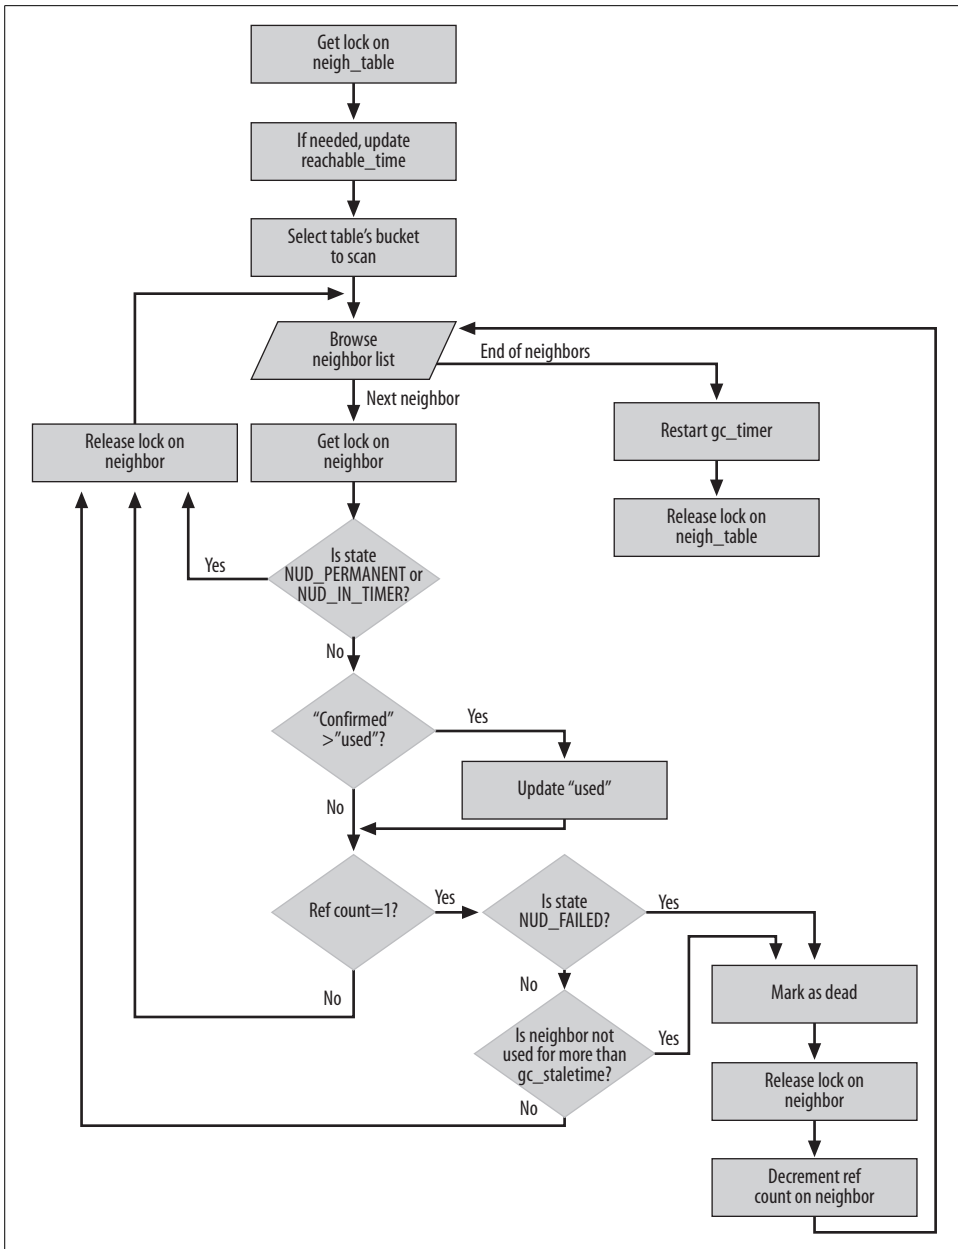 Get lock on
neigh_table
If needed, update
reachable_time
Select table’s bucket
to scan
Browse
neighbor list
End of neighbors
Next neighbor
Restart gc_timer
Release lock on
neighbor
Get lock on
neighbor
Release lock on
neigh_table
Yes
Is state
NUD_PERMANENT or
NUD_IN_TIMER?
No
“Confirmed”
>”used”?
Yes
Update “used”
No
Ref count=1?
Yes
Is state
NUD_FAILED?
Yes
No
No
Mark as dead
Is neighbor not
used for more than
gc_staletime?
Yes
No
Release lock on
neighbor
Decrement ref
count on neighbor